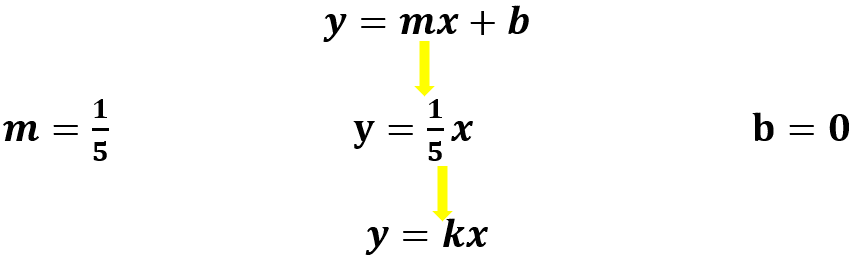 y = mx + b
m = 1/5 y = 1/5 x b = 0
y = kx